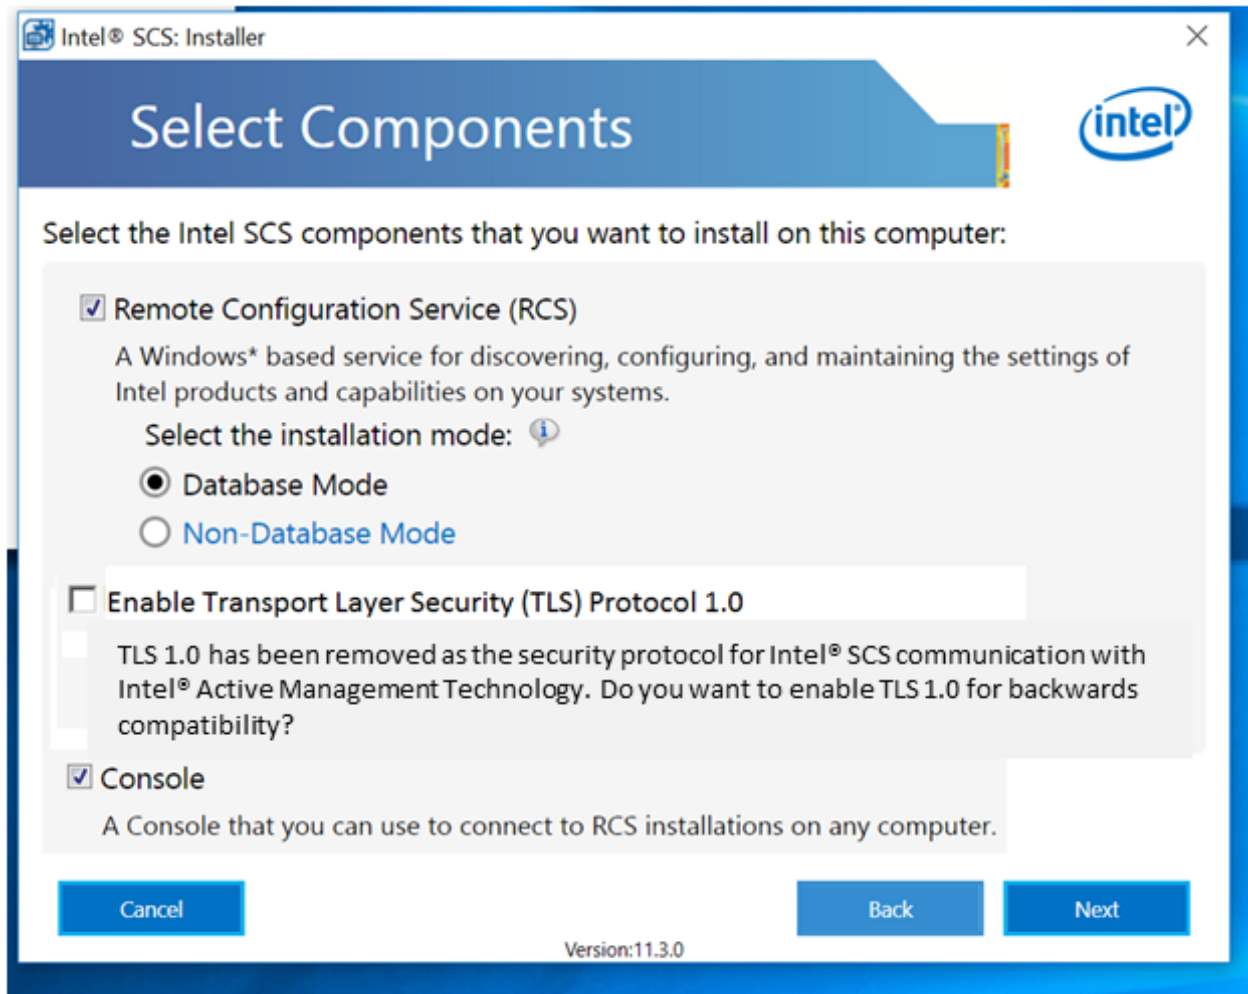 Intel® SCS: Installer
Select Components
intel®
Select the Intel SCS components that you want to install on this computer:
Remote Configuration Service (RCS)
A Windows* based service for discovering, configuring, and maintaining the settings of
Intel products and capabilities on your systems.
Select the installation mode:
Database Mode
Non-Database Mode
Enable Transport Layer Security (TLS) Protocol 1.0
TLS 1.0 has been removed as the security protocol for Intel® SCS communication with
Intel® Active Management Technology. Do you want to enable TLS 1.0 for backwards
compatibility?
Console
A Console that you can use to connect to RCS installations on any computer.
Cancel
Back
Next
Version:11.3.0